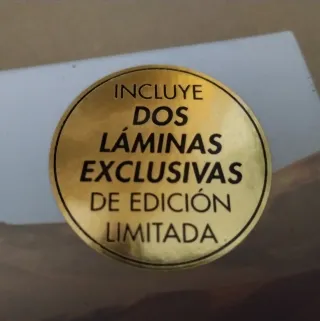 INCLUYE
DOS
LÁMINAS
EXCLUSIVAS
DE EDICIÓN
LIMITADA